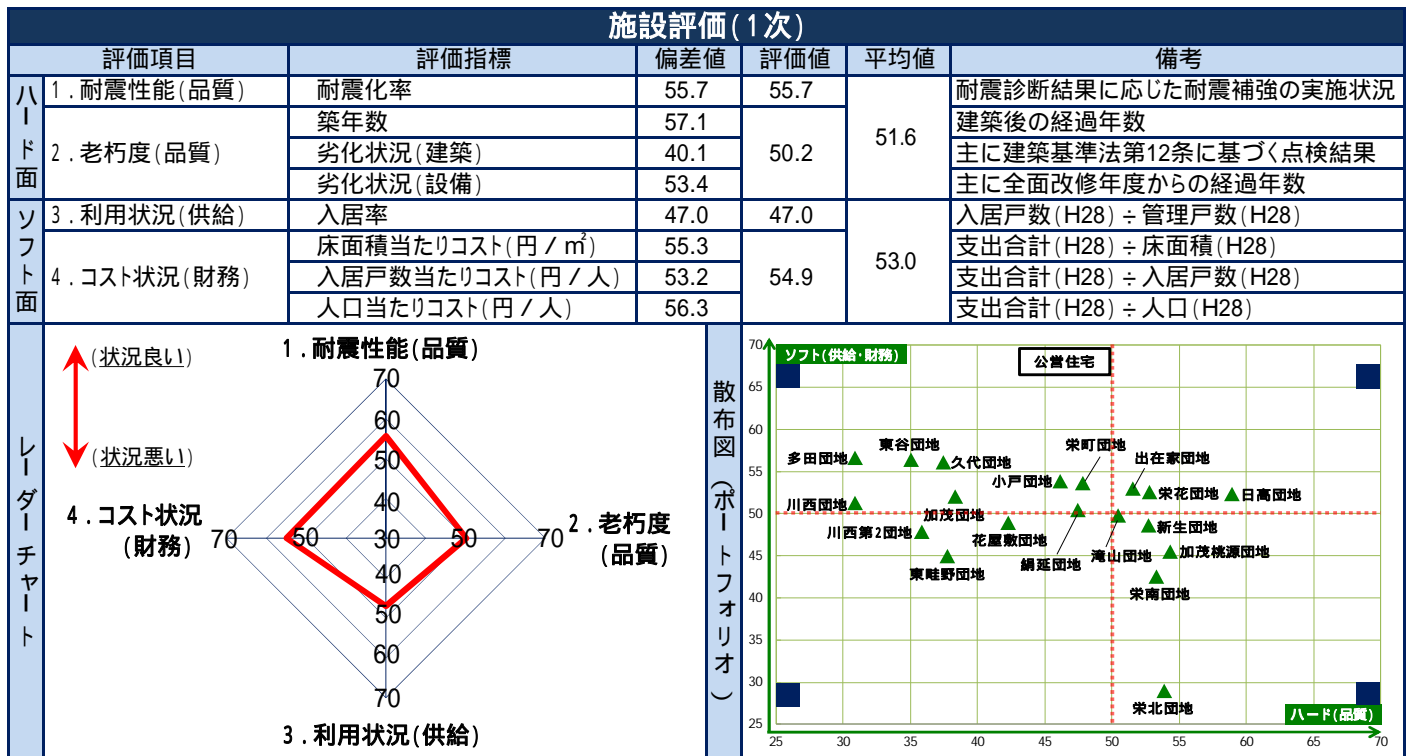 施設評価(1次)
評価項目 評価指標 偏差値 評価値 平均値 備考
ハード面
1．耐震性能(品質) 耐震化率 55.7 55.7 51.6 耐震診断結果に応じた耐震補強の実施状況
2．老朽度(品質) 築年数 57.1 50.2 建築後の経過年数
劣化状況(建築) 40.1 主に建築基準法第12条に基づく点検結果
劣化状況(設備) 53.4 主に全面改修年度からの経過年数
ソフト面
3．利用状況(供給) 入居率 47.0 47.0 53.0 入居戸数(H28)÷管理戸数(H28)
4．コスト状況(財務) 床面積当たりコスト(円／㎡) 55.3 54.9 支出合計(H28)÷床面積(H28)
入居戸数当たりコスト(円／人) 53.2 支出合計(H28)÷入居戸数(H28)
人口当たりコスト(円／人) 56.3 支出合計(H28)÷人口(H28)
レーダーチャート
(状況良い)
(状況悪い)
1．耐震性能(品質)
70
60
50
40
4．コスト状況
(財務)
70 50 30 50 70
2．老朽度
(品質)
40
50
60
70
3．利用状況(供給)
散布図(ポートフォリオ)
ソフト(供給・財務)
公営住宅
70
65
60
55
50
45
40
35
30
25
多田団地
東谷団地
久代団地
小戸団地
栄町団地
出在家団地
栄花団地
日高団地
川西団地
加茂団地
川西第2団地
花屋敷団地
絹延団地
滝山団地
新生団地
加茂桃源団地
東畦野団地
栄南団地
栄北団地
ハード(品質)
25 30 35 40 45 50 55 60 65 70